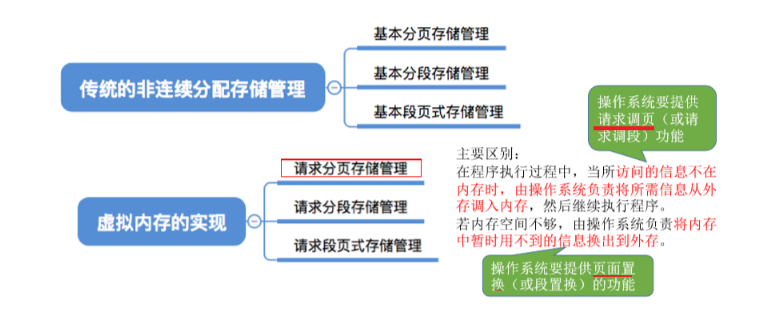 传统的非连续分配存储管理
基本分页存储管理
基本分段存储管理
基本段页式存储管理
虚拟内存的实现
请求分页存储管理
请求分段存储管理
请求段页式存储管理
操作系统要提供
请求调页（或请
求调段）功能
主要区别：
在程序执行过程中，当所访问的信息不在
内存时，由操作系统负责将所需信息从外
存调入内存，然后继续执行程序。
若内存空间不够，由操作系统负责将内存
中暂时用不到的信息换出到外存。
操作系统要提供页面置
换（或段置换）的功能